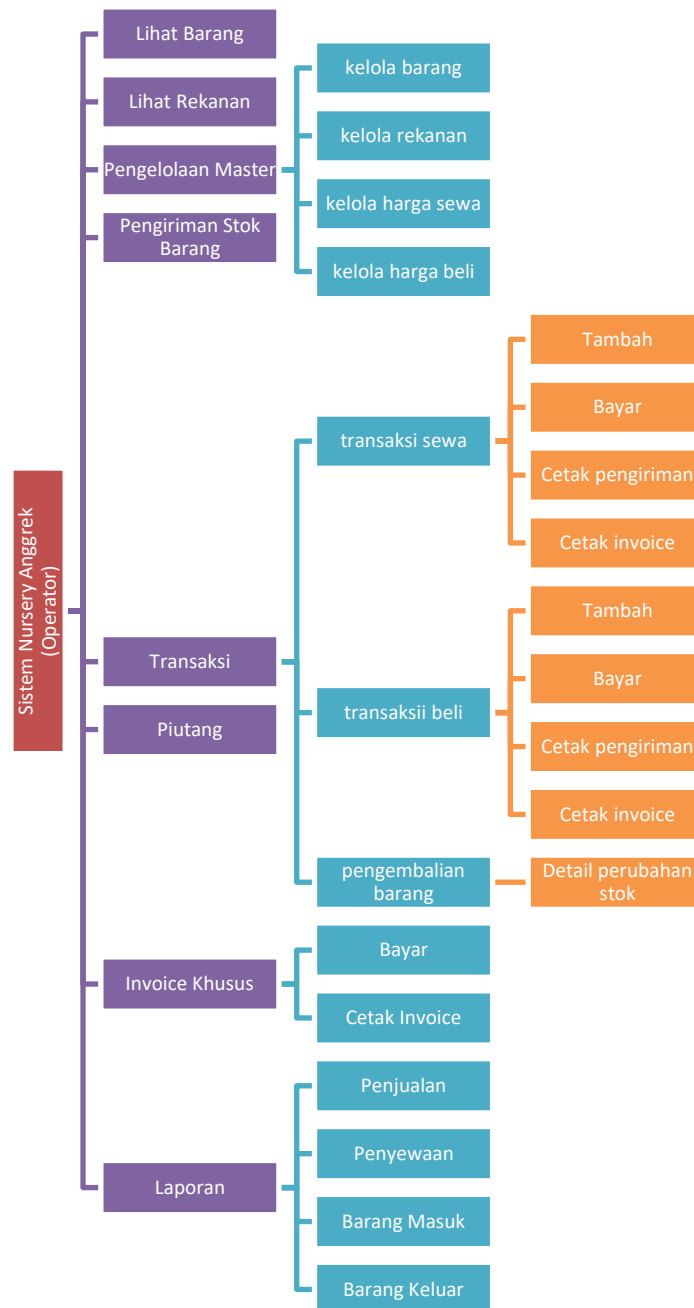 Sistem Nursery Anggrek
(Operator)
Lihat Barang
Lihat Rekanan
Pengelolaan Master
kelola barang
kelola rekanan
kelola harga sewa
kelola harga beli
Pengiriman Stok
Barang
Transaksi
transaksi sewa
Tambah
Bayar
Cetak pengiriman
Cetak invoice
transaksii beli
Tambah
Bayar
Cetak pengiriman
Cetak invoice
pengembalian
barang
Detail perubahan
stok
Piutang
Invoice Khusus
Bayar
Cetak Invoice
Laporan
Penjualan
Penyewaan
Barang Masuk
Barang Keluar